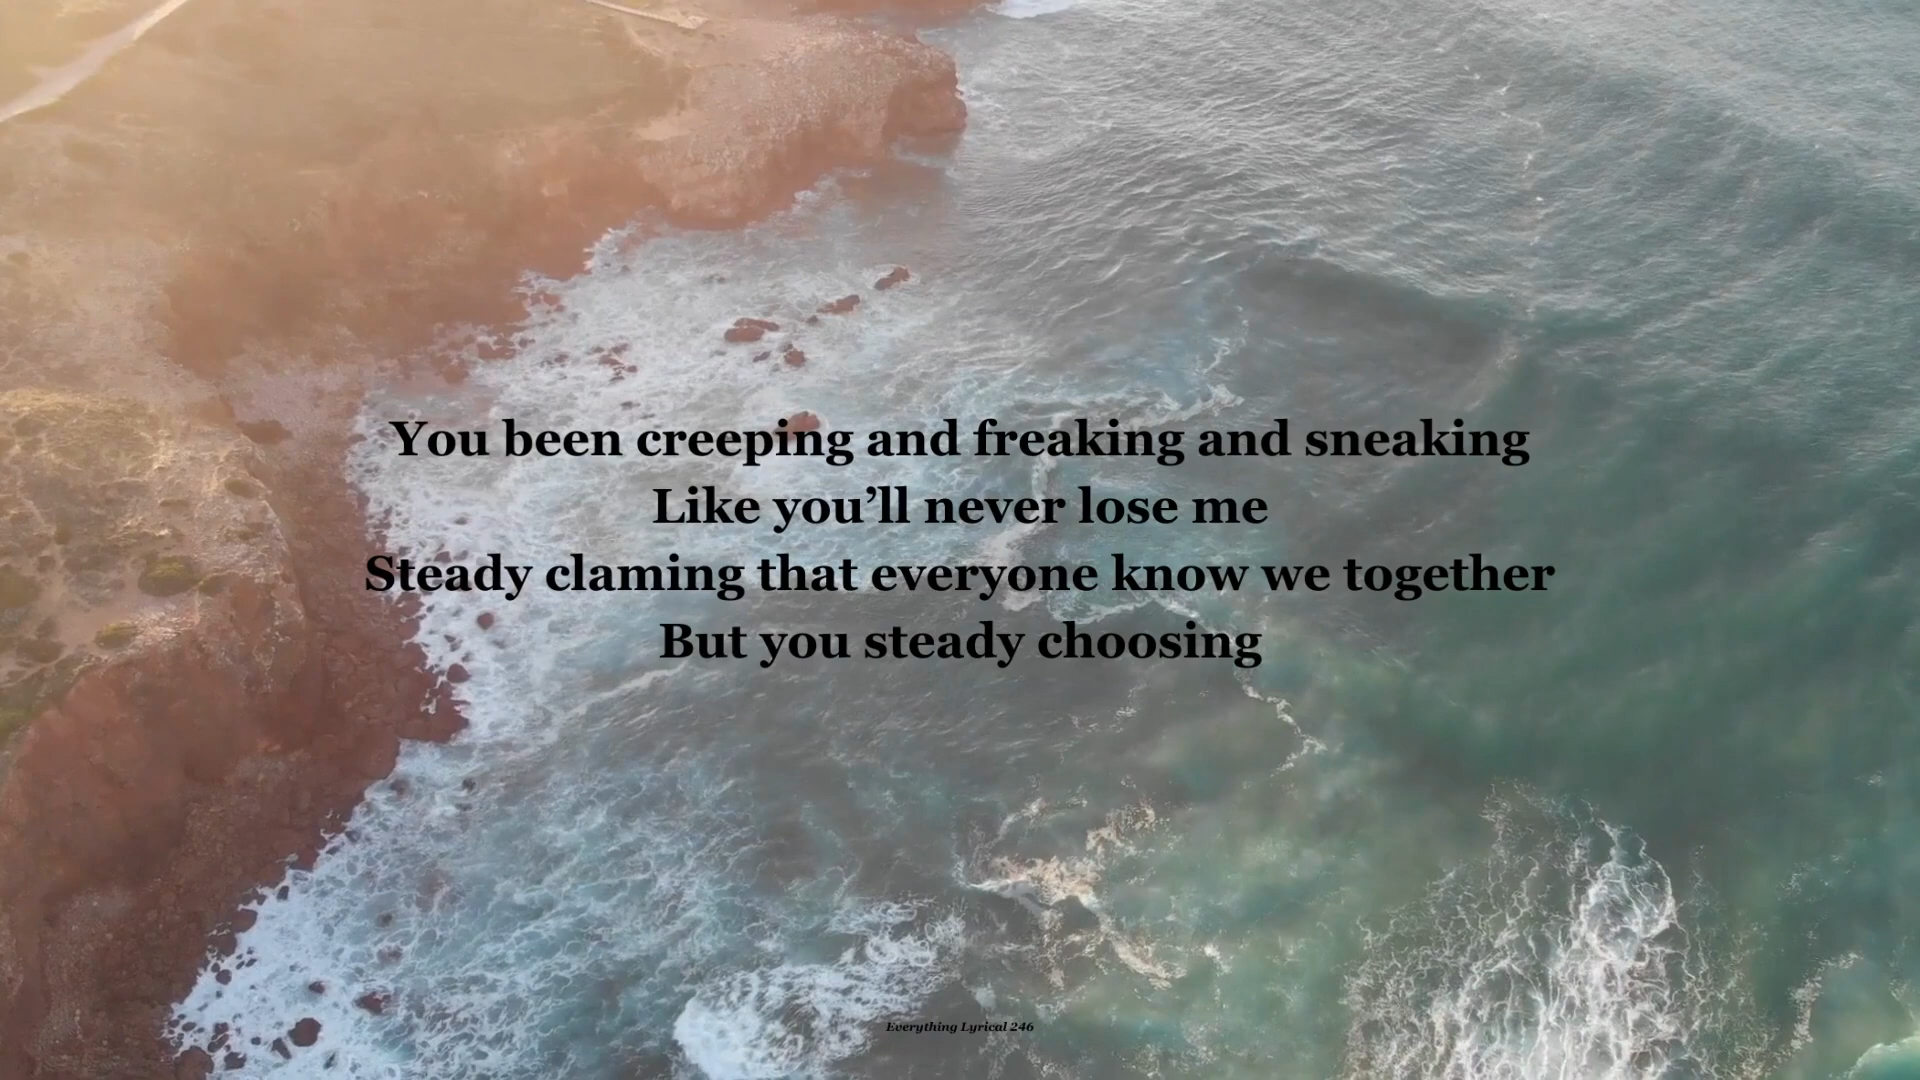 You been creeping and freaking and sneaking
Like you’ll never lose me
Steady claming that everyone know we together
But you steady choosing
Everything Lyrical 246